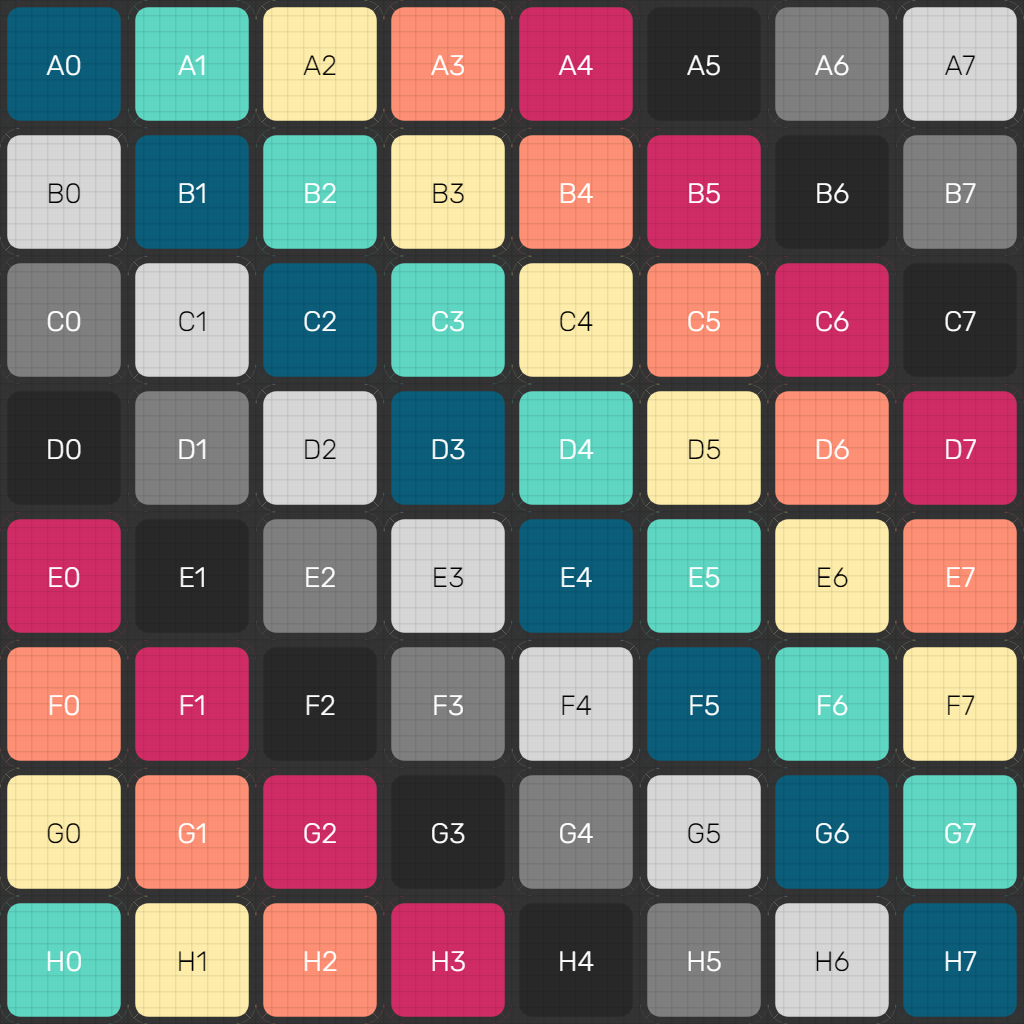 A0 A1 A2 A3 A4 A5 A6 A7
B0 B1 B2 B3 B4 B5 B6 B7
C0 C1 C2 C3 C4 C5 C6 C7
D0 D1 D2 D3 D4 D5 D6 D7
E0 E1 E2 E3 E4 E5 E6 E7
F0 F1 F2 F3 F4 F5 F6 F7
G0 G1 G2 G3 G4 G5 G6 G7
H0 H1 H2 H3 H4 H5 H6 H7